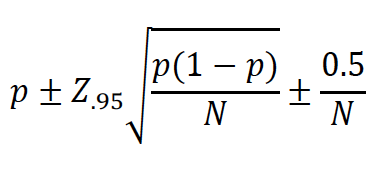 p ± Z.95 √(p(1 − p)/N) ± 0.5/N